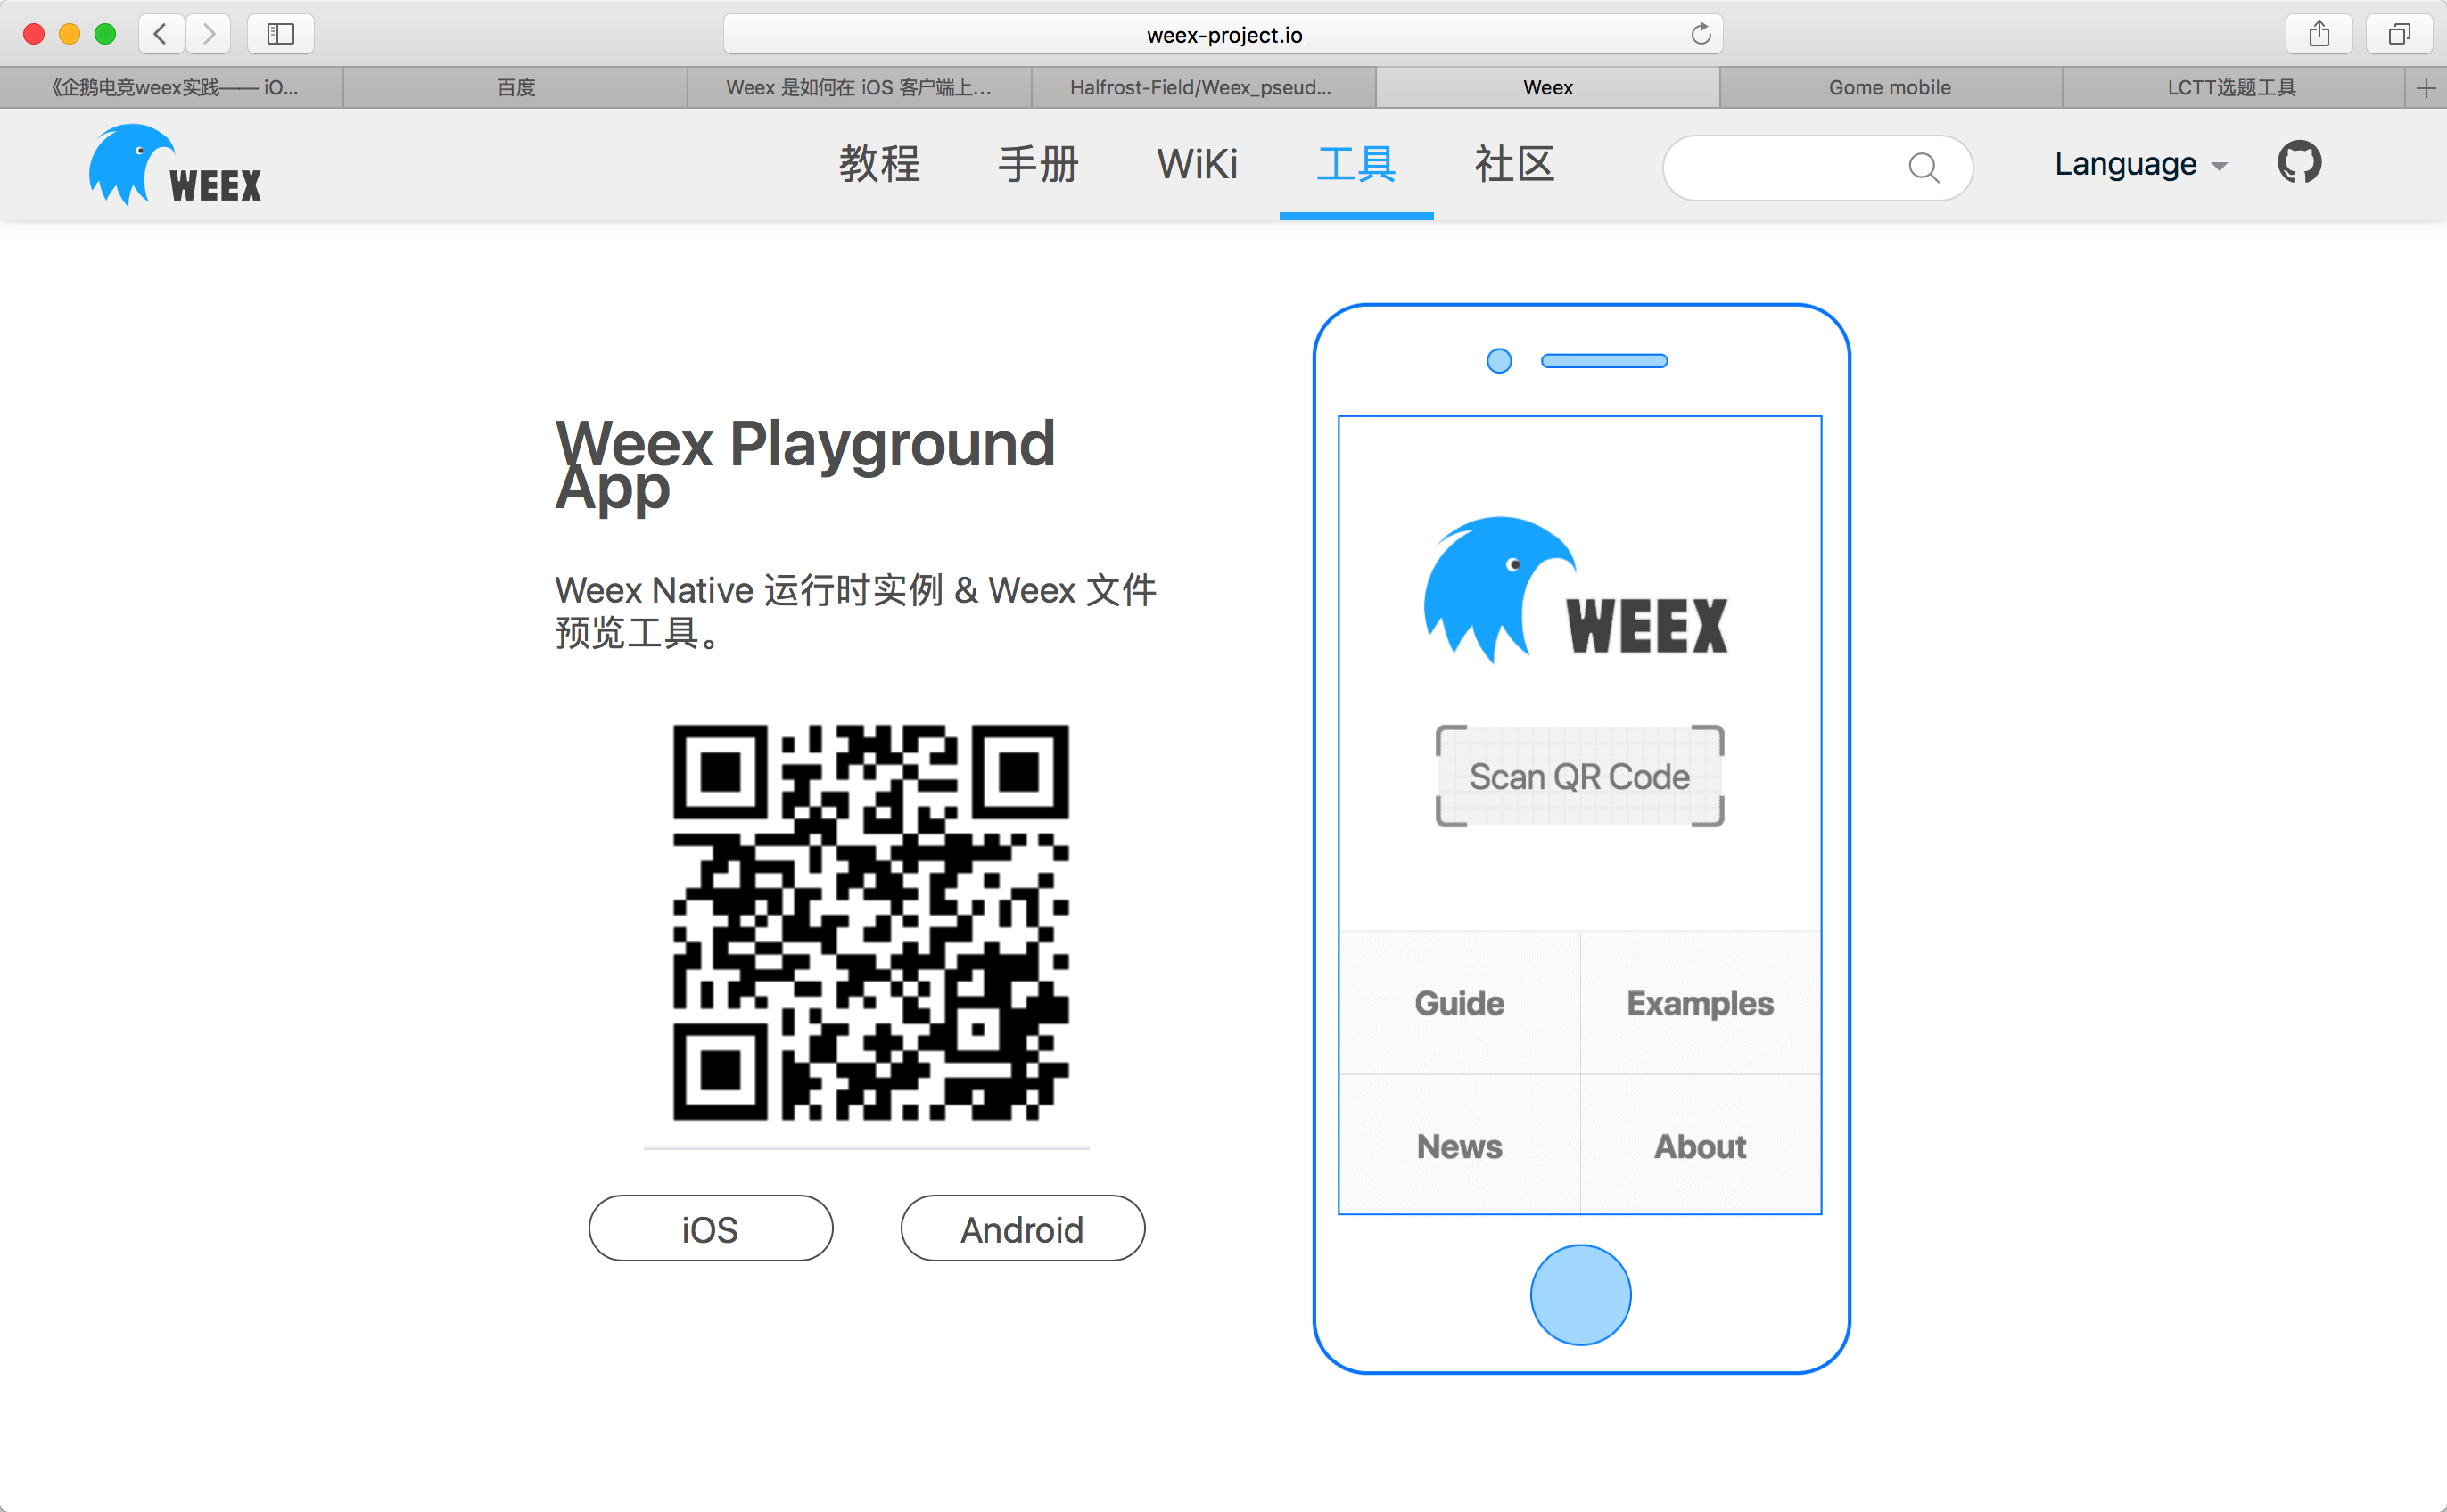 weex-project.io
《企鹅电竞weex实践—— iO...
百度
Weex 是如何在 iOS 客户端上...
Halfrost-Field/Weex_pseud...
Weex
Gome mobile
LCTT选题工具
WEEX
教程
手册
WiKi
工具
社区
Language
Weex Playground
App
Weex Native 运行时实例 & Weex 文件
预览工具。
iOS
Android
WEEX
Scan QR Code
Guide
Examples
News
About